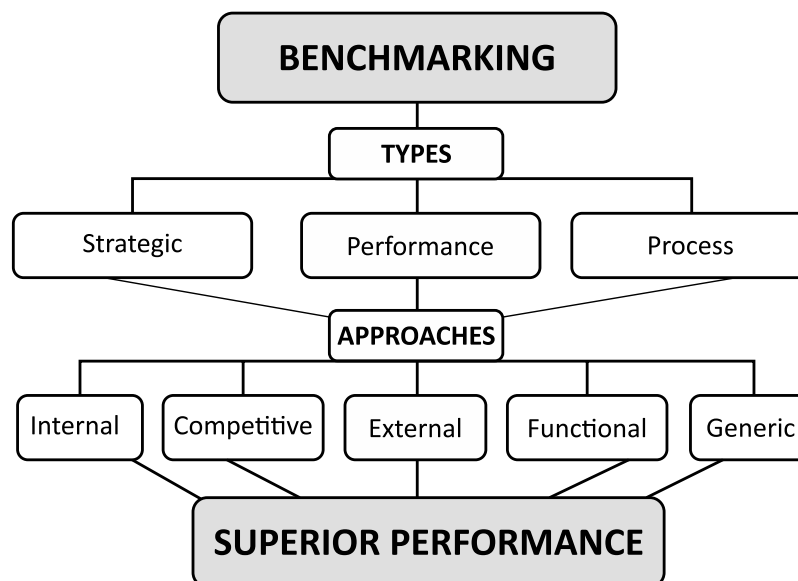 BENCHMARKING
TYPES
Strategic
Performance
Process
APPROACHES
Internal
Competitive
External
Functional
Generic
SUPERIOR PERFORMANCE